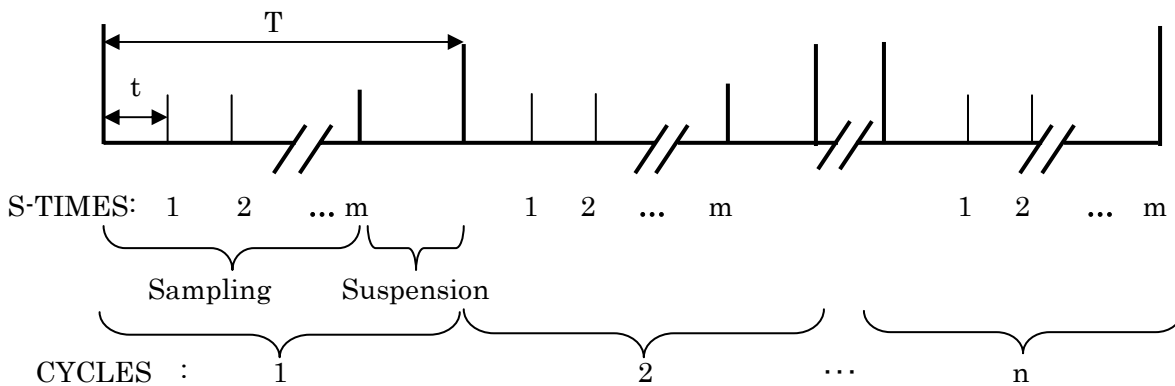 T
t
S-TIMES: 1 2 ... m 1 2 ... m 1 2 ... m
Sampling Suspension
CYCLES : 1 2 ··· n